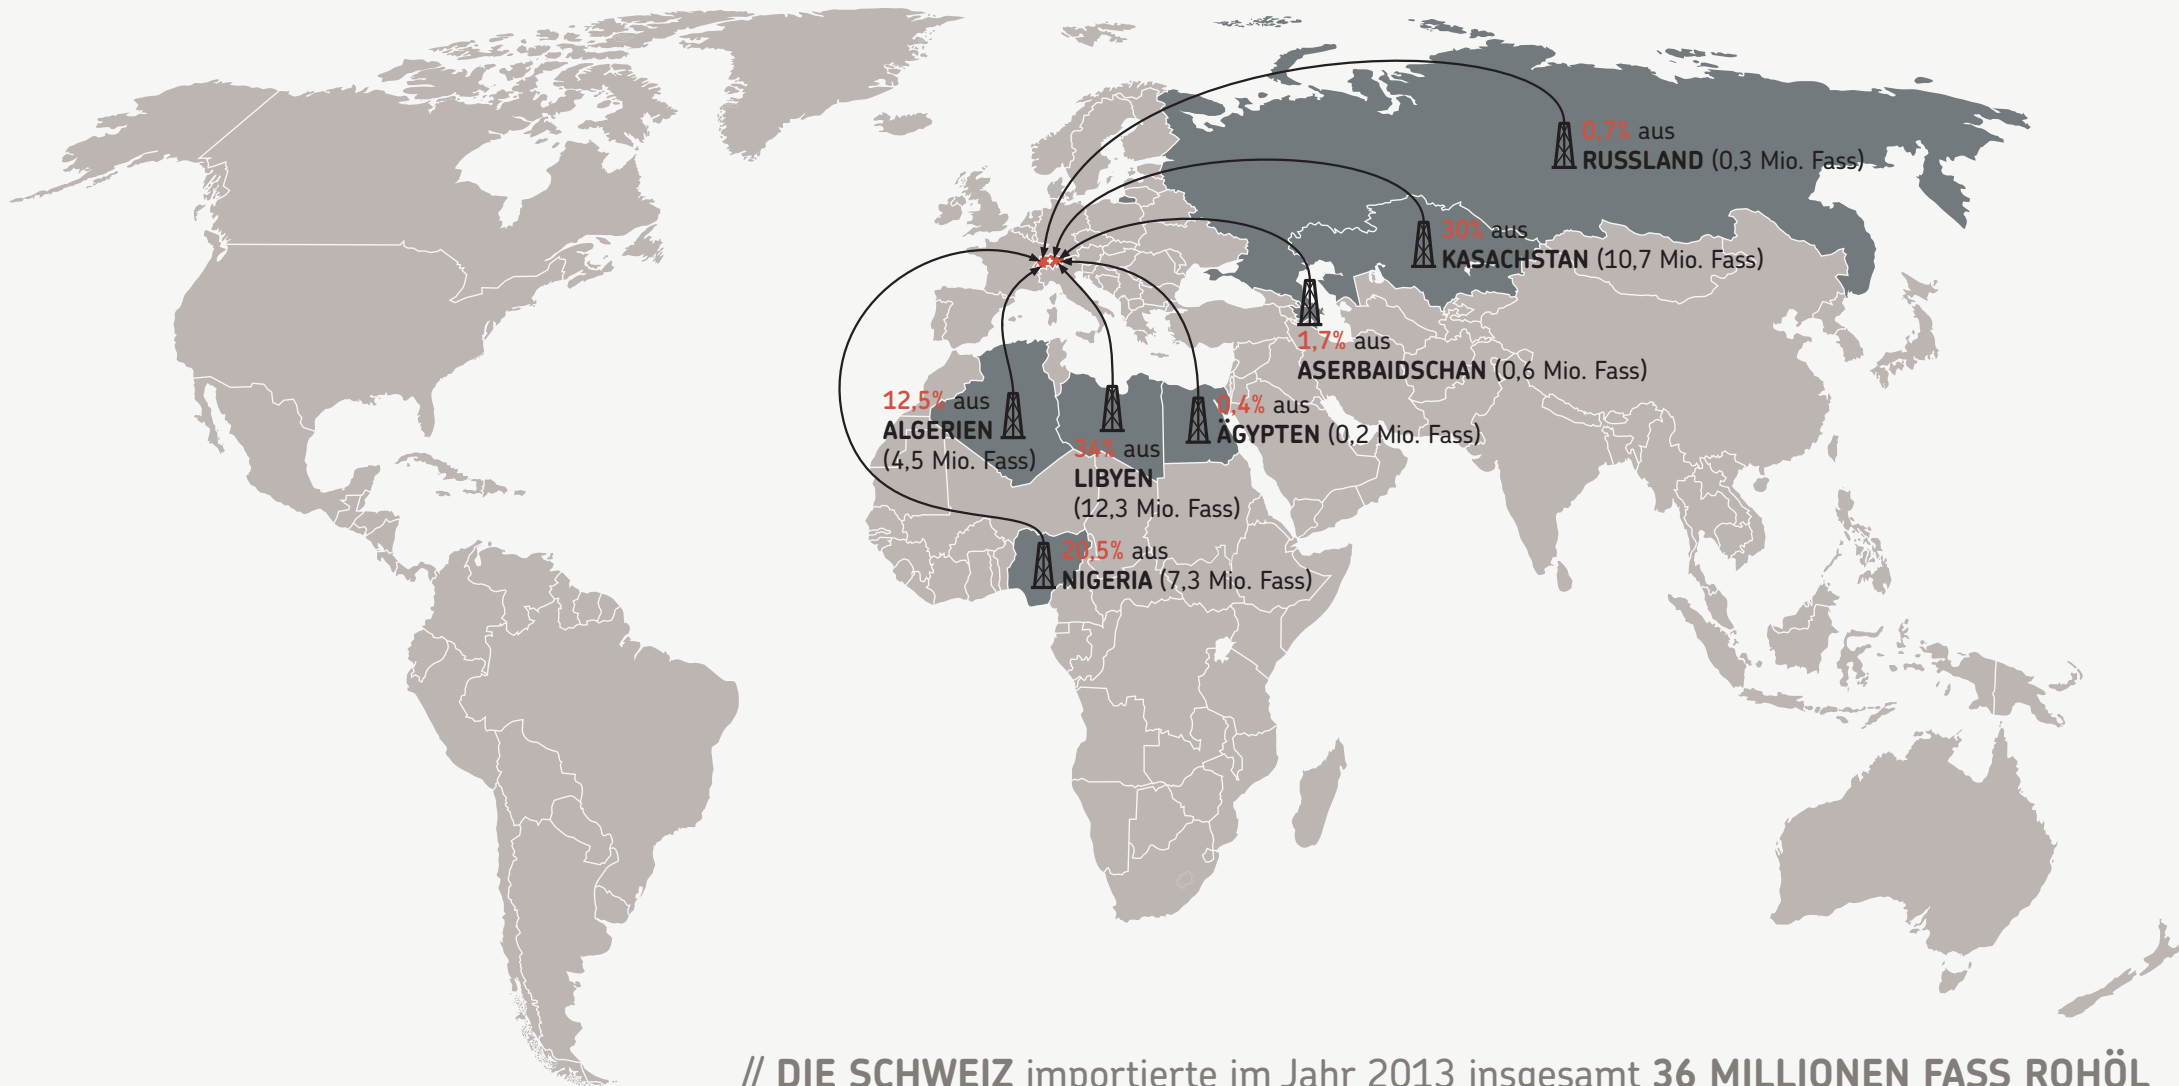 0,7% aus
RUSSLAND (0,3 Mio. Fass)
30% aus
KASACHSTAN (10,7 Mio. Fass)
1,7% aus
ASERBAIDSCHAN (0,6 Mio. Fass)
12,5% aus
ALGERIEN
(4,5 Mio. Fass)
34% aus
LIBYEN
(12,3 Mio. Fass)
0,4% aus
ÄGYPTEN (0,2 Mio. Fass)
20,5% aus
NIGERIA (7,3 Mio. Fass)
// DIE SCHWEIZ importierte im Jahr 2013 insgesamt 36 MILLIONEN FASS ROHÖL